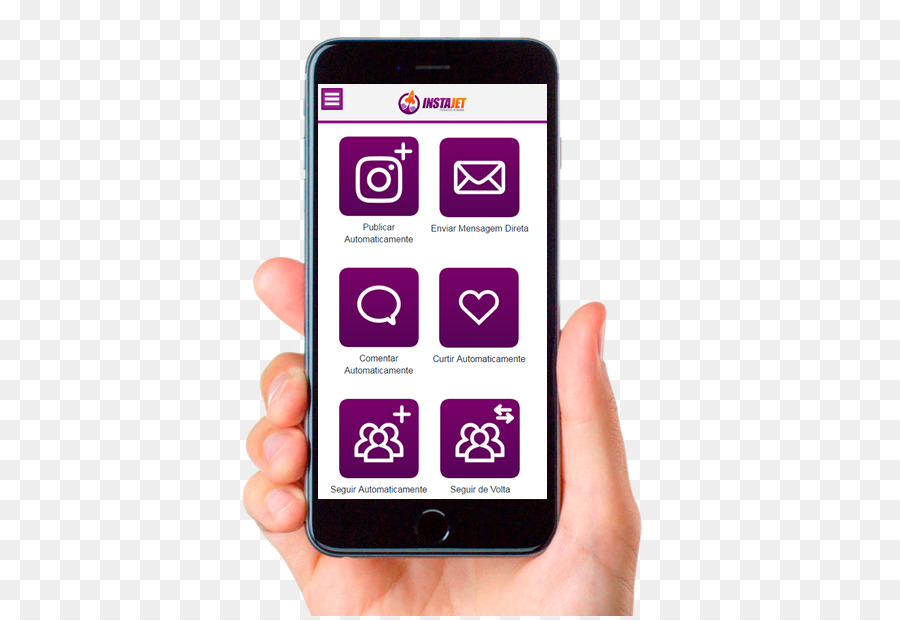 INSTAJET
Publicar
Automaticamente
Enviar Mensagem Direta
Comentar
Automaticamente
Curtir Automaticamente
Seguir Automaticamente
Seguir de Volta